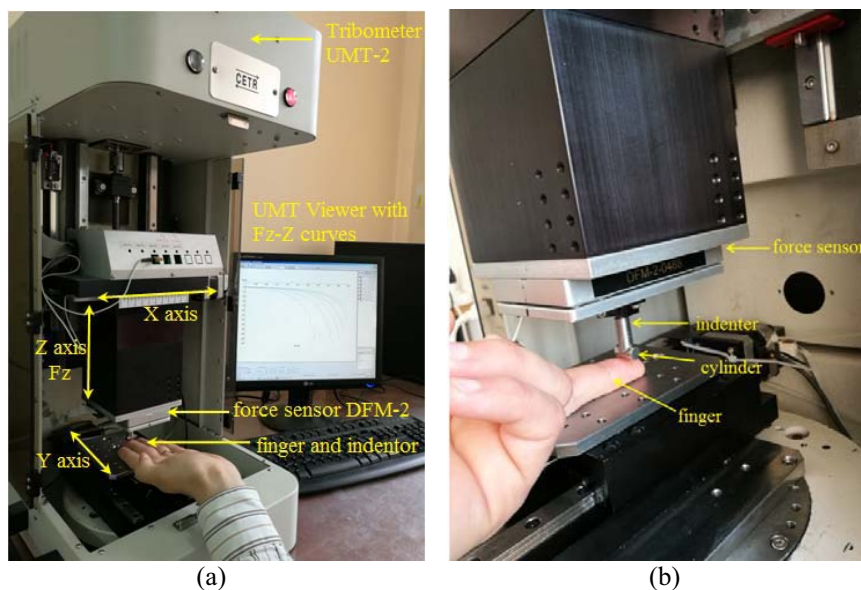 Tribometer
UMT-2
CETR
UMT Viewer with
Fz-Z curves
X axis
Z axis
Fz
force sensor DFM-2
finger and indentor
Y axis
(a)
force sensor
DFM-2-0466
indenter
cylinder
finger
(b)